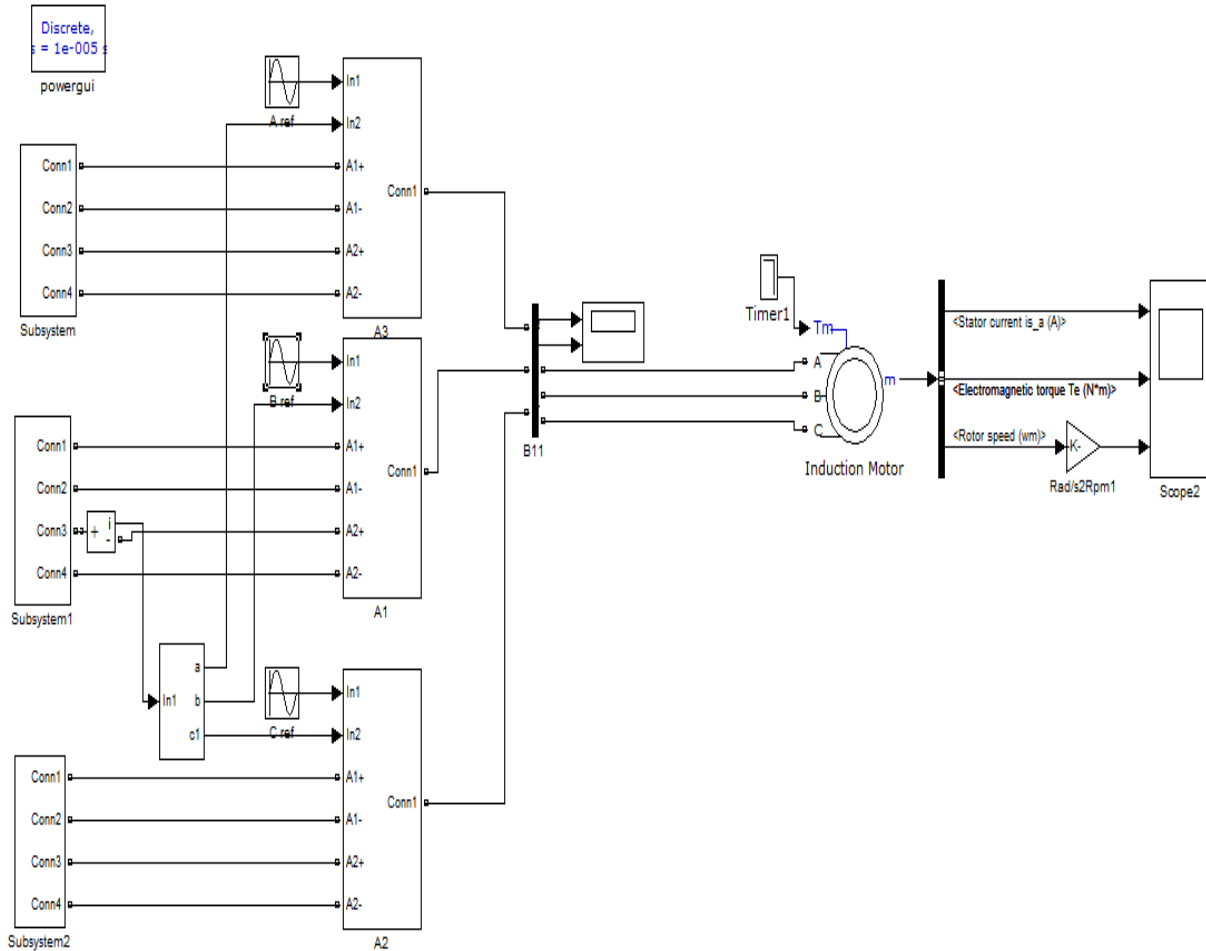 Discrete,
s = 1e-005 s
powergui
A ref
In1
In2
A1+
A1-
A2+
A2-
Conn1
A3
Conn1
Conn2
Conn3
Conn4
Subsystem
B ref
In1
In2
A1+
A1-
A2+
A2-
Conn1
A1
Conn1
Conn2
Conn3
Conn4
Subsystem1
+
i
-
In1
a
b
c1
C ref
In1
In2
A1+
A1-
A2+
A2-
Conn1
A2
Conn1
Conn2
Conn3
Conn4
Subsystem2
B11
Timer1
Tm
A
B
C
m
Induction Motor
<Stator current is_a (A)>
<Electromagnetic torque Te (N*m)>
<Rotor speed (wm)>
K-
Rad/s2Rpm1
Scope2